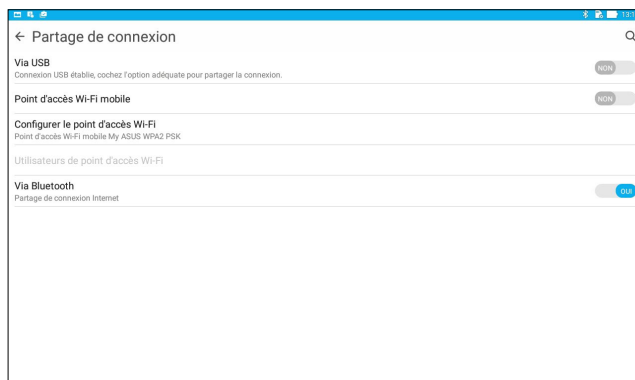 13:1
Partage de connexion
Via USB
Connexion USB établie, cochez l'option adéquate pour partager la connexion.
NON
Point d'accès Wi-Fi mobile
NON
Configurer le point d'accès Wi-Fi
Point d'accès Wi-Fi mobile My ASUS WPA2 PSK
Utilisateurs de point d'accès Wi-Fi
Via Bluetooth
Partage de connexion Internet
OUI